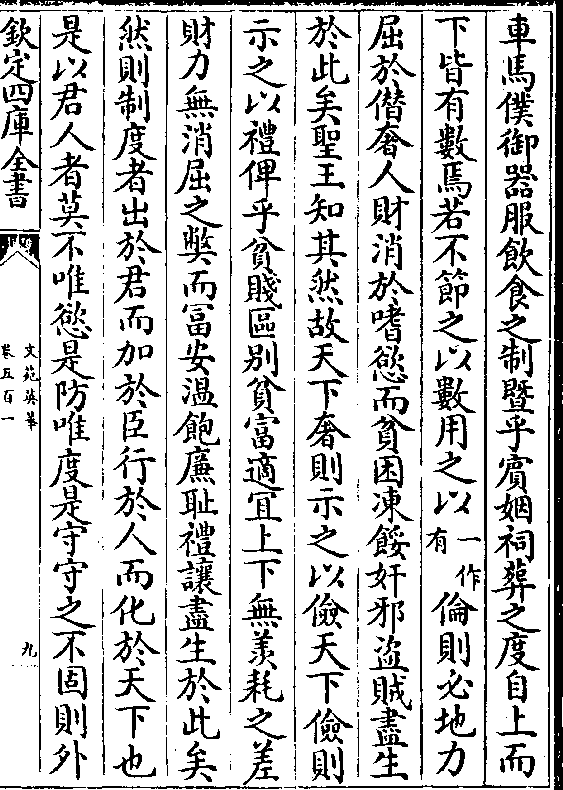 車馬僕御器服飲食之制暨乎賔姻祠葬之度自上而
下皆有數焉若不節之以數用之以一作有倫則必地力
屈於僭奢人財消於嗜慾而貧困凍餒奸邪盜賊盡生
於此矣聖王知其然故天下奢則示之以儉天下儉則
示之以禮俾乎貧賤區别貧富適宜上下無羨耗之差
財力無消屈之弊而富安温飽廉耻禮讓盡生於此矣
然則制度者出於君而加於臣行於人而化於天下也
是以君人者莫不唯慾是防唯度是守守之不固則外
欽定四庫全書
文苑英華
卷五百一
九